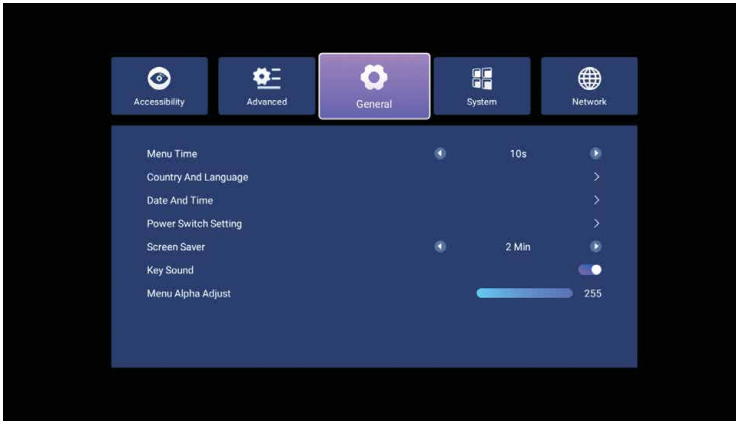 Accessibility
Advanced
General
System
Network
Menu Time 10s
Country And Language
Date And Time
Power Switch Setting
Screen Saver 2 Min
Key Sound
Menu Alpha Adjust 255